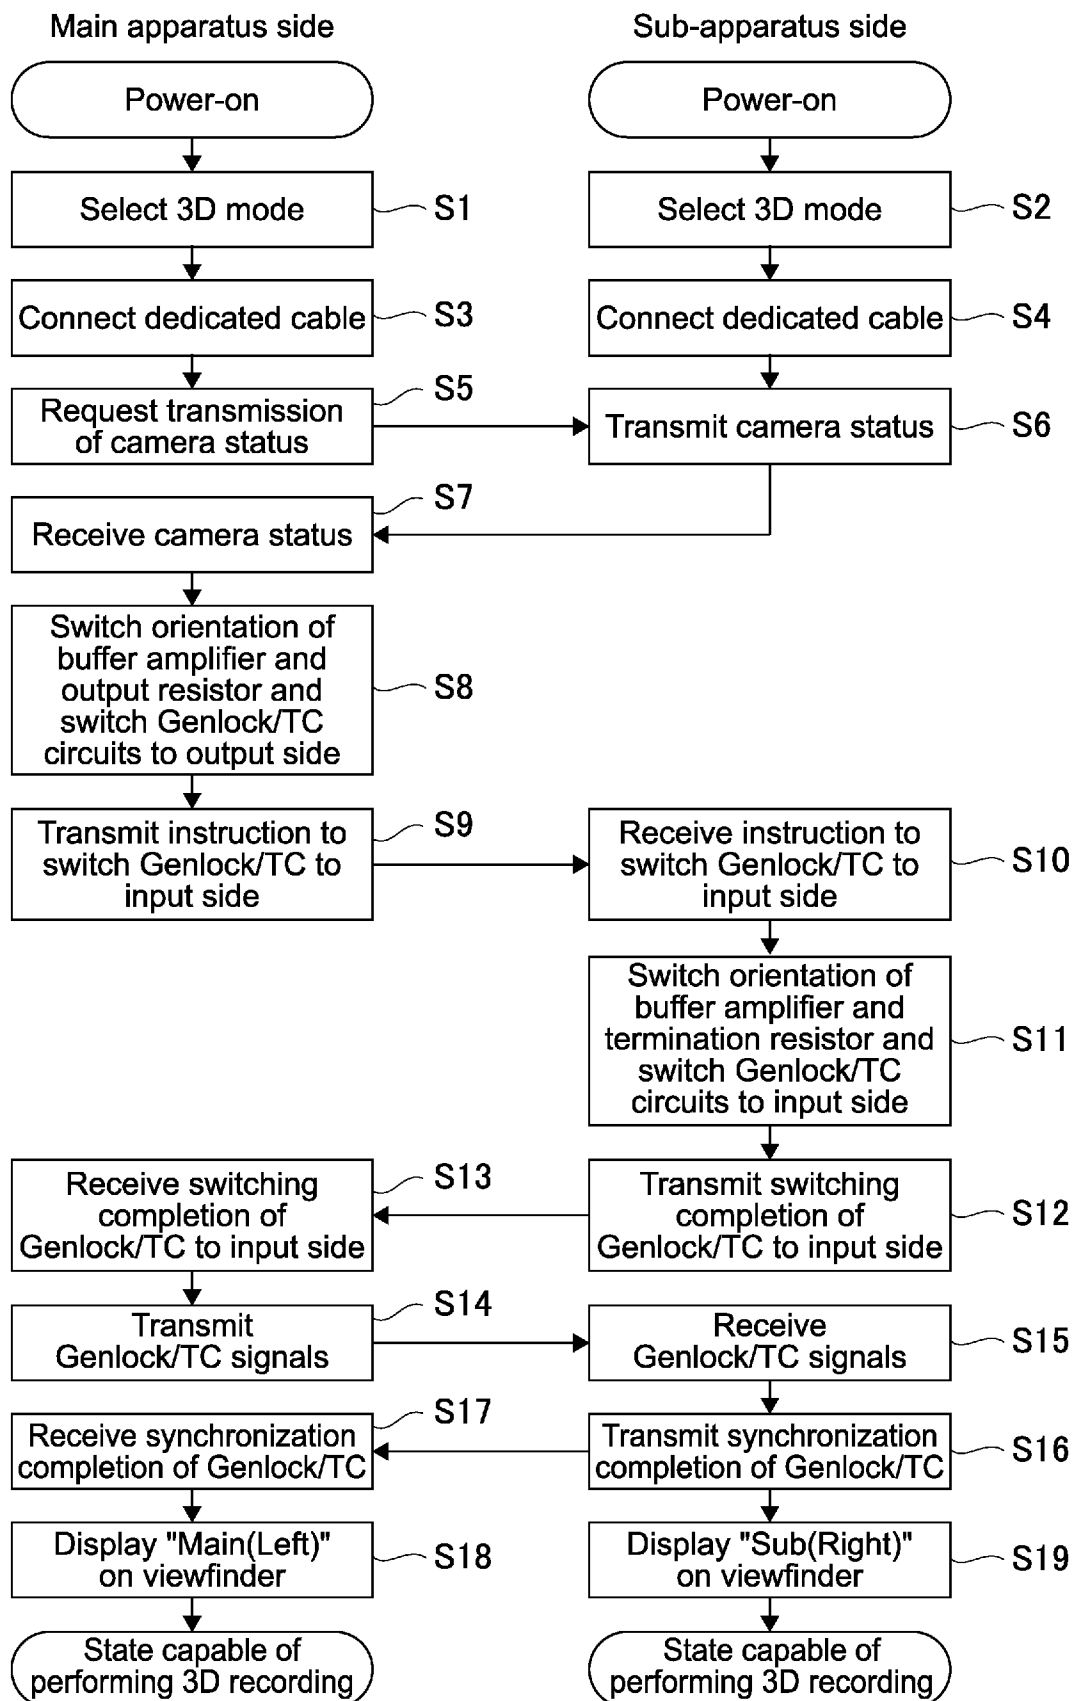 Main apparatus side
Sub-apparatus side
Power-on
Power-on
Select 3D mode
S1
Select 3D mode
S2
Connect dedicated cable
S3
Connect dedicated cable
S4
Request transmission
of camera status
S5
Transmit camera status
S6
Receive camera status
S7
Switch orientation of
buffer amplifier and
output resistor and
switch Genlock/TC
circuits to output side
S8
Transmit instruction to
switch Genlock/TC to
input side
S9
Receive instruction to
switch Genlock/TC to
input side
S10
Switch orientation of
buffer amplifier and
termination resistor and
switch Genlock/TC
circuits to input side
S11
Receive switching
completion of
Genlock/TC to input side
S13
Transmit switching
completion of
Genlock/TC to input side
S12
Transmit
Genlock/TC signals
S14
Receive
Genlock/TC signals
S15
Receive synchronization
completion of Genlock/TC
S17
Transmit synchronization
completion of Genlock/TC
S16
Display "Main(Left)"
on viewfinder
S18
Display "Sub(Right)"
on viewfinder
S19
State capable of
performing 3D recording
State capable of
performing 3D recording